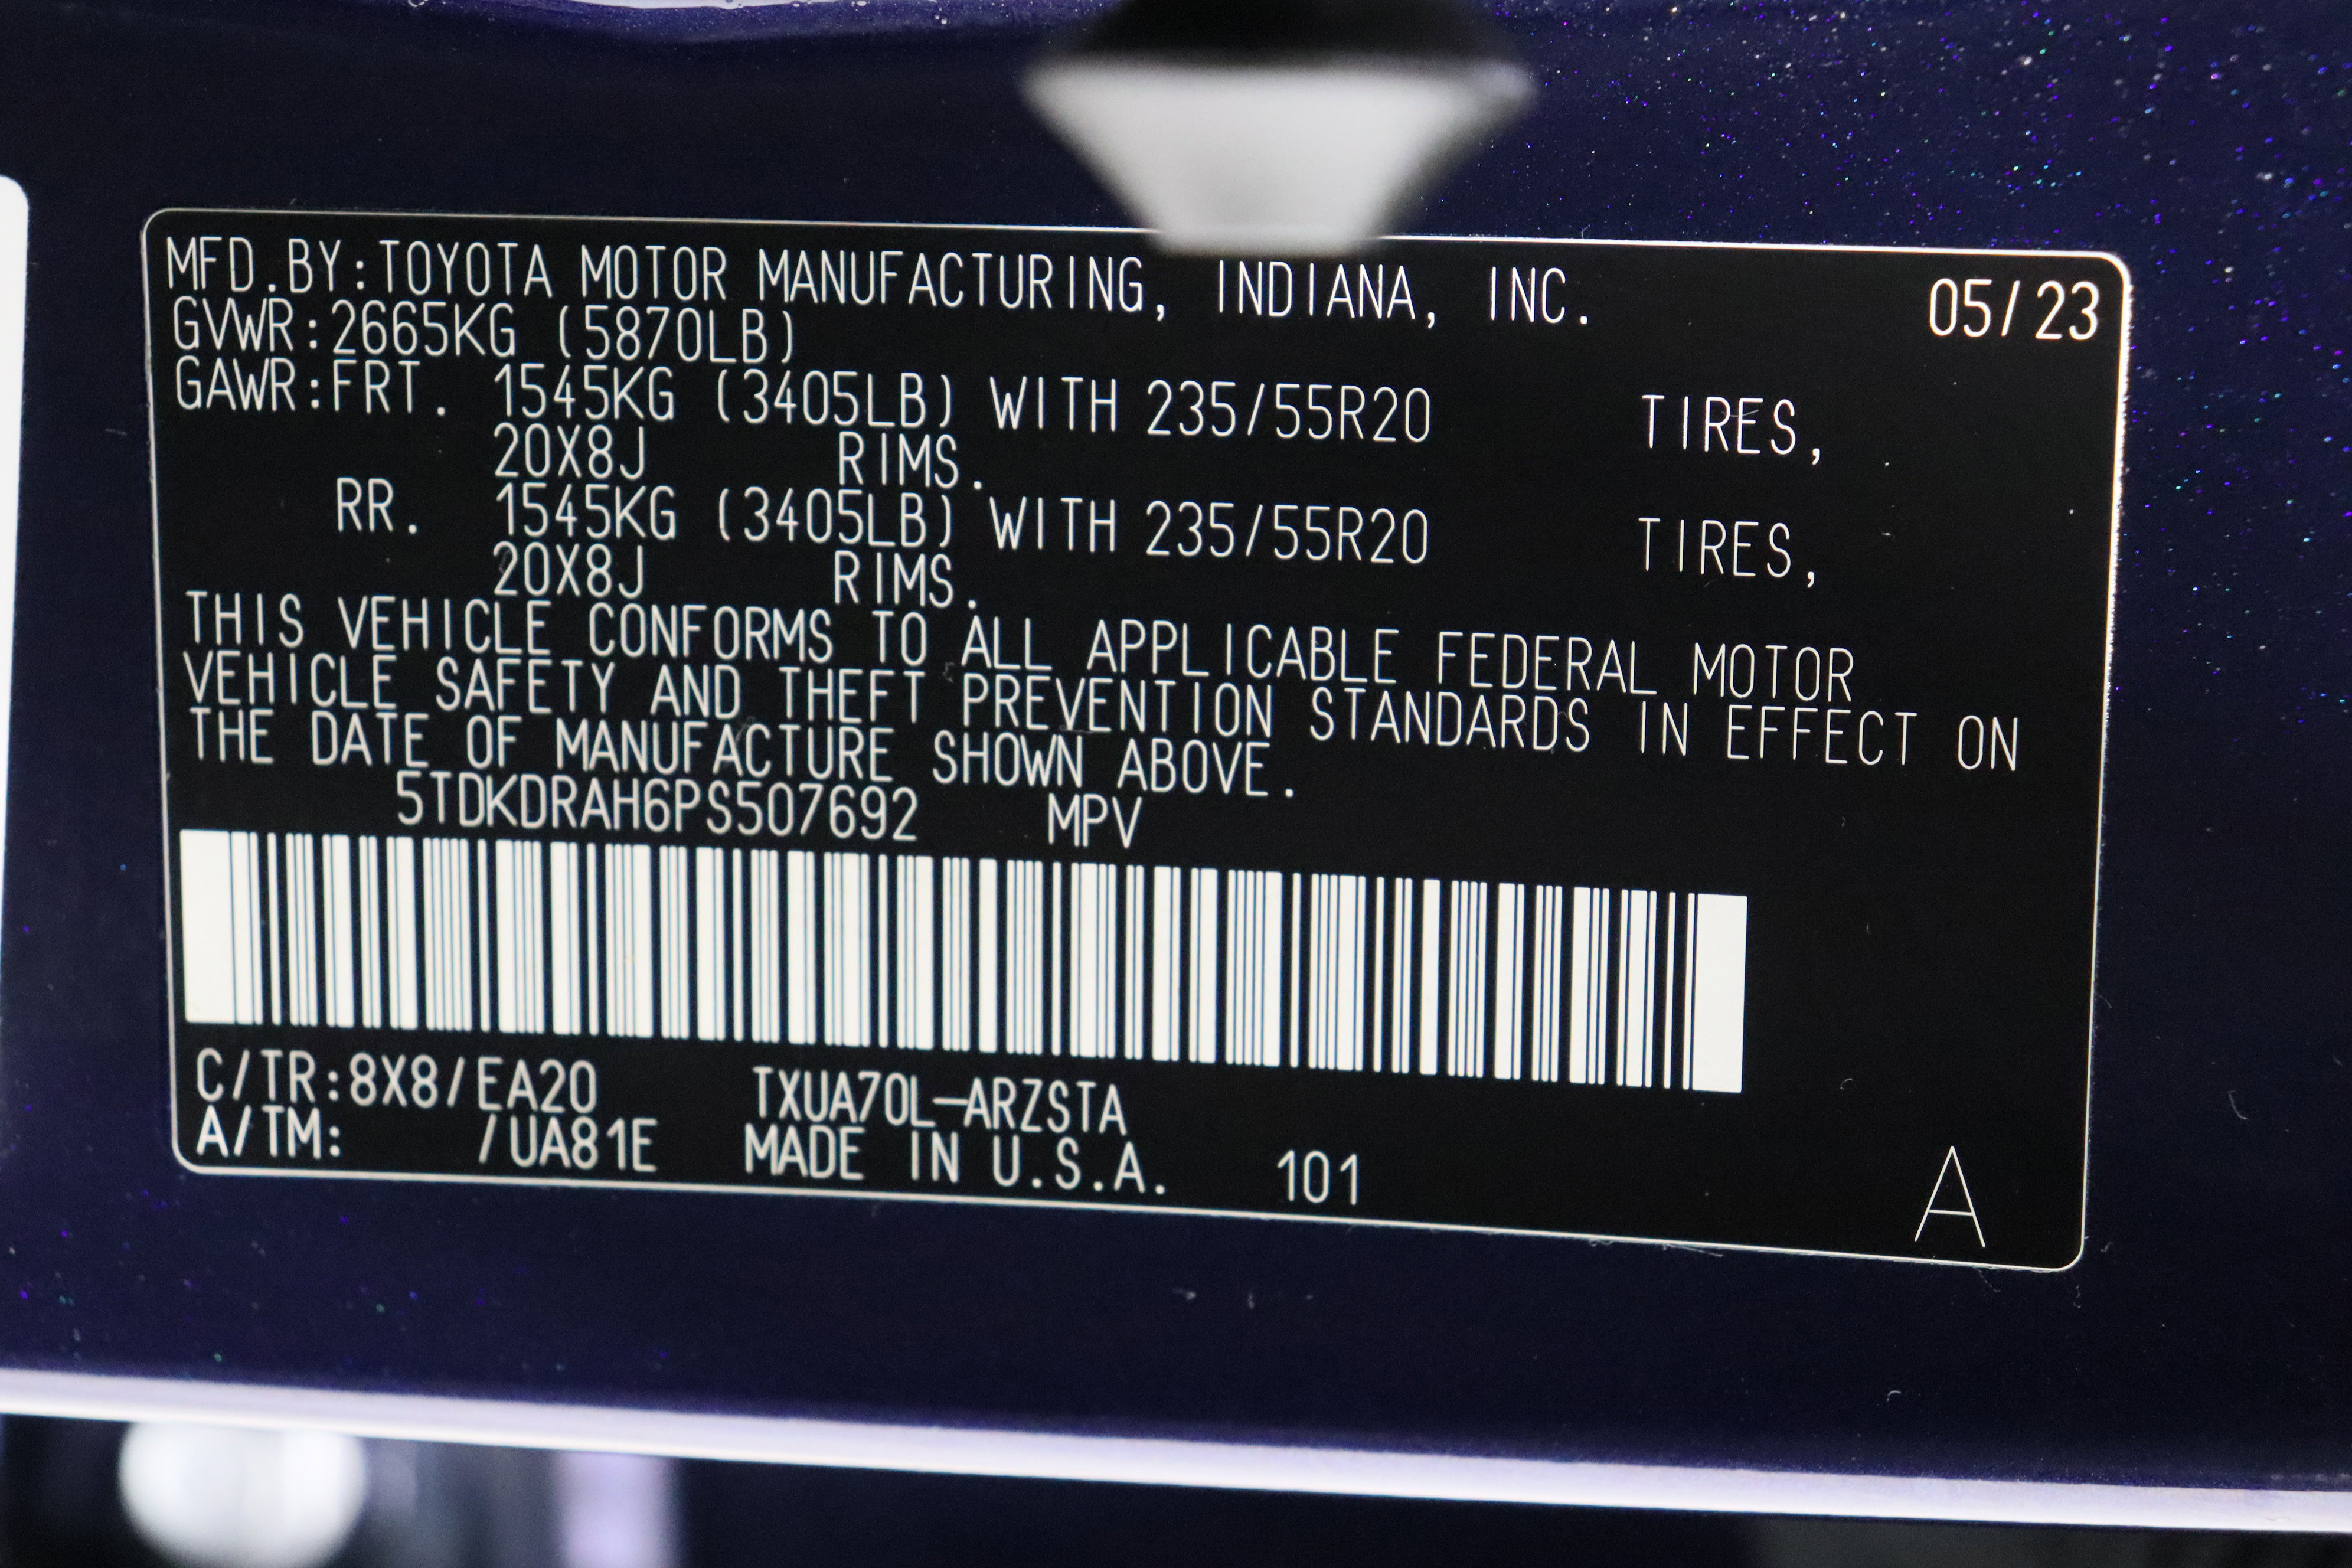 MFD.BY:TOYOTA MOTOR MANUFACTURING, INDIANA, INC. 05/23
GVWR:2665KG (5870LB)
GAWR:FRT. 1545KG (3405LB) WITH 235/55R20 TIRES,
20X8J RIMS.
RR. 1545KG (3405LB) WITH 235/55R20 TIRES,
20X8J RIMS.
THIS VEHICLE CONFORMS TO ALL APPLICABLE FEDERAL MOTOR
VEHICLE SAFETY AND THEFT PREVENTION STANDARDS IN EFFECT ON
THE DATE OF MANUFACTURE SHOWN ABOVE.
5TDKDRAH6PS507692 MPV
C/TR:8X8/EA20 TXUA70L-ARZSTA
A/TM: /UA81E MADE IN U.S.A. 101
A